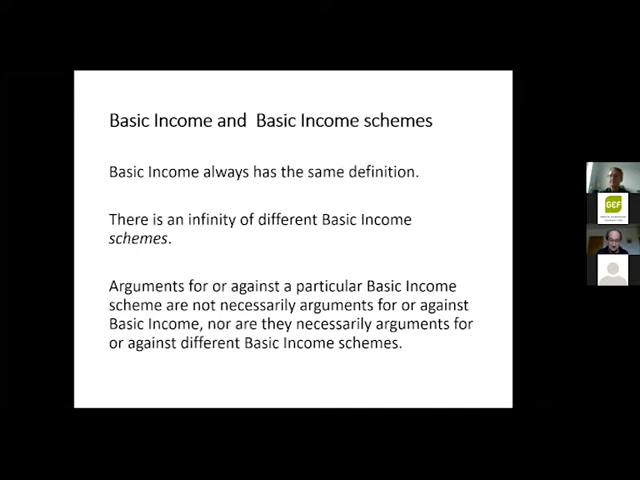 Basic Income and Basic Income schemes
Basic Income always has the same definition.
There is an infinity of different Basic Income
schemes.
Arguments for or against a particular Basic Income
scheme are not necessarily arguments for or against
Basic Income, nor are they necessarily arguments for
or against different Basic Income schemes.
GEF